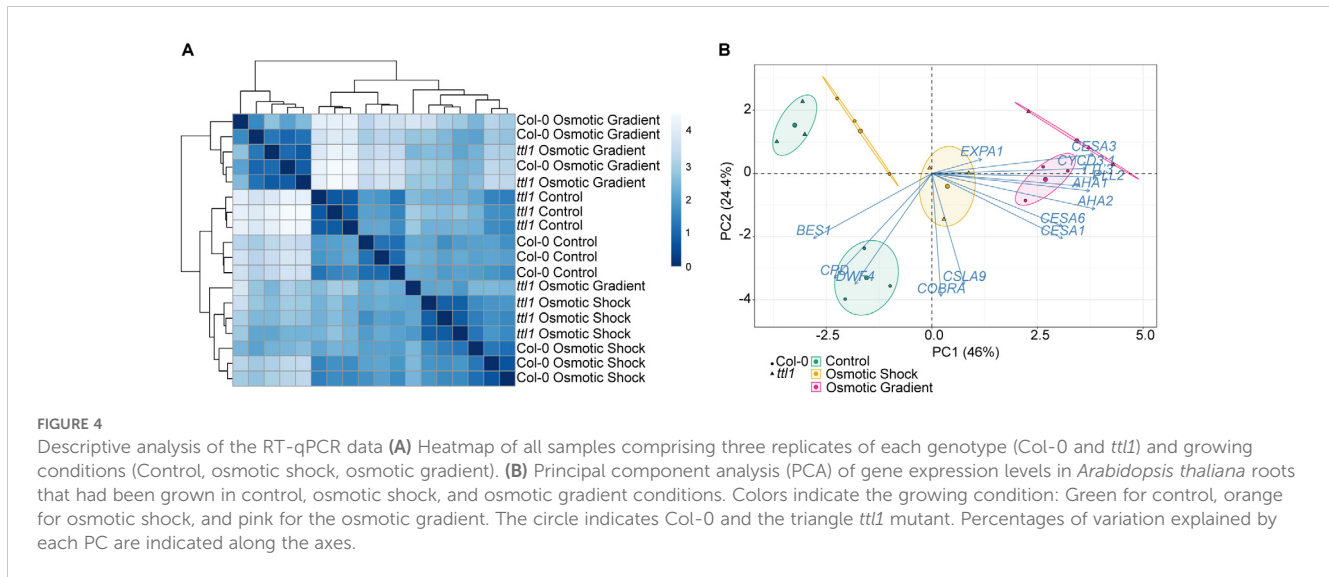 A
Col-0 Osmotic Gradient
Col-0 Osmotic Gradient
ttl1 Osmotic Gradient
Col-0 Osmotic Gradient
ttl1 Osmotic Gradient
ttl1 Control
ttl1 Control
ttl1 Control
Col-0 Control
Col-0 Control
Col-0 Control
ttl1 Osmotic Gradient
ttl1 Osmotic Shock
ttl1 Osmotic Shock
ttl1 Osmotic Shock
Col-0 Osmotic Shock
Col-0 Osmotic Shock
Col-0 Osmotic Shock
4
3
2
1
0
B
PC2 (24.4%)
2
0
-2
-4
EXPA1
CESA3
CYCD3;1
AHA1
AHA2
CESA6
CESA1
BES1
CPD
DWF4
CSLA9
COBRA
-2.5
0.0
2.5
5.0
PC1 (46%)
Col-0
ttl1
Control
Osmotic Shock
Osmotic Gradient
FIGURE 4
Descriptive analysis of the RT-qPCR data (A) Heatmap of all samples comprising three replicates of each genotype (Col-0 and ttl1) and growing
conditions (Control, osmotic shock, osmotic gradient). (B) Principal component analysis (PCA) of gene expression levels in Arabidopsis thaliana roots
that had been grown in control, osmotic shock, and osmotic gradient conditions. Colors indicate the growing condition: Green for control, orange
for osmotic shock, and pink for the osmotic gradient. The circle indicates Col-0 and the triangle ttl1 mutant. Percentages of variation explained by
each PC are indicated along the axes.